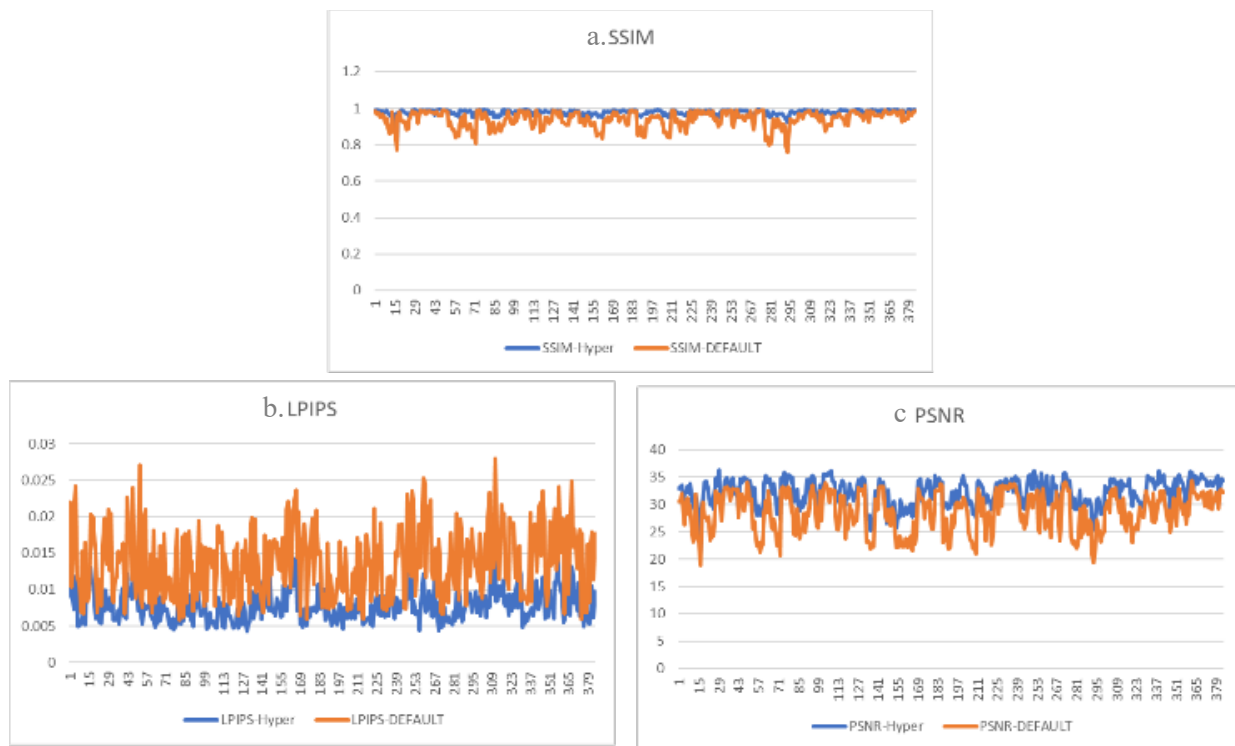 a. SSIM
1.2
1
0.8
0.6
0.4
0.2
0
1 15 29 43 57 71 85 99 113 127 141 155 169 183 197 211 225 239 253 267 281 295 309 323 337 351 365 379
SSIM-Hyper SSIM-DEFAULT
b. LPIPS
0.03
0.025
0.02
0.015
0.01
0.005
0
1 15 29 43 57 71 85 99 113 127 141 155 169 183 197 211 225 239 253 267 281 295 309 323 337 351 365 379
LPIPS-Hyper LPIPS-DEFAULT
c PSNR
40
35
30
25
20
15
10
5
0
1 15 29 43 57 71 85 99 113 127 141 155 169 183 197 211 225 239 253 267 281 295 309 323 337 351 365 379
PSNR-Hyper PSNR-DEFAULT